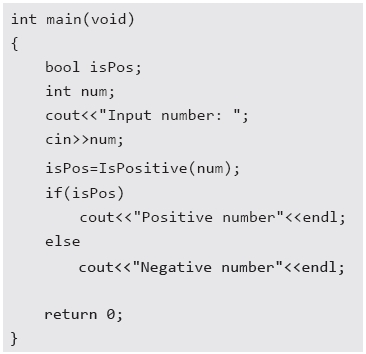 int main(void)
{
    bool isPos;
    int num;
    cout<<"Input number: ";
    cin>>num;
    isPos=IsPositive(num);
    if(isPos)
        cout<<"Positive number"<<endl;
    else
        cout<<"Negative number"<<endl;

    return 0;
}